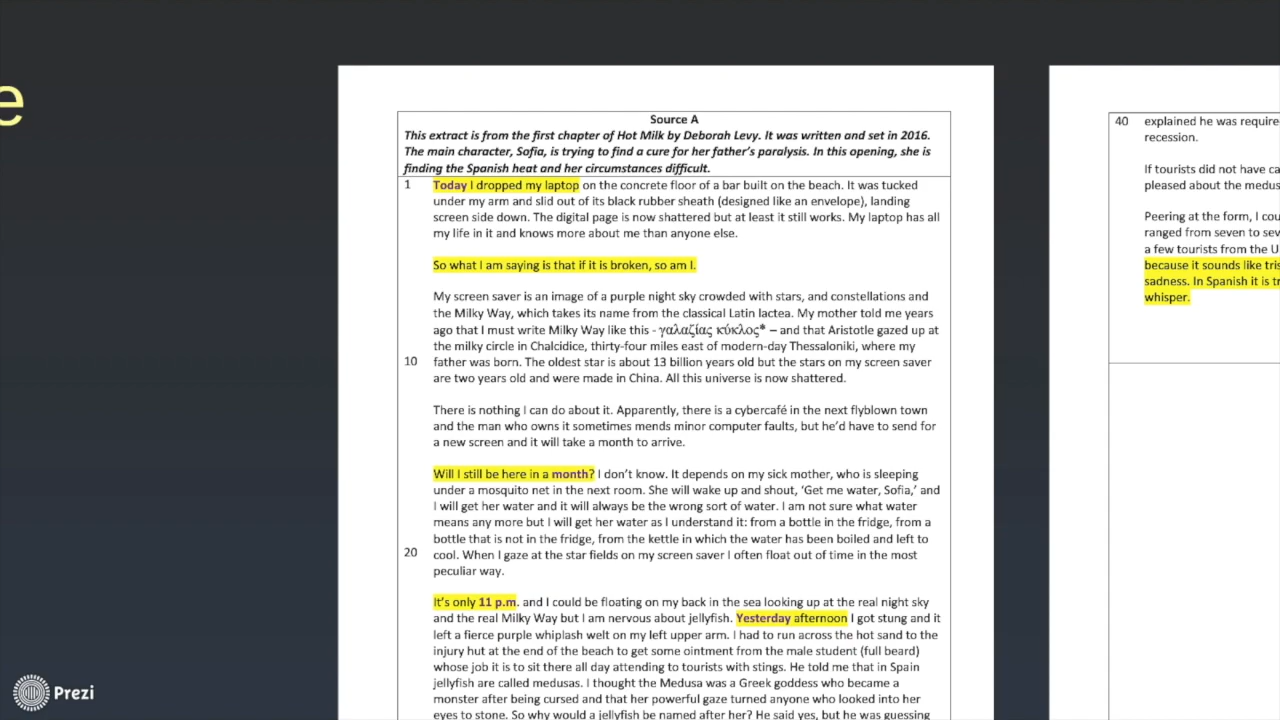 e
Source A
This extract is from the first chapter of Hot Milk by Deborah Levy. It was written and set in 2016.
The main character, Sofia, is trying to find a cure for her father's paralysis. In this opening, she is
finding the Spanish heat and her circumstances difficult.
1 Today I dropped my laptop on the concrete floor of a bar built on the beach. It was tucked
under my arm and slid out of its black rubber sheath (designed like an envelope), landing
screen side down. The digital page is now shattered but at least it still works. My laptop has all
my life in it and knows more about me than anyone else.
So what I am saying is that if it is broken, so am I.
My screen saver is an image of a purple night sky crowded with stars, and constellations and
the Milky Way, which takes its name from the classical Latin lactea. My mother told me years
ago that I must write Milky Way like this - γαλαζίας κύκλος* – and that Aristotle gazed up at
the milky circle in Chalcidice, thirty-four miles east of modern-day Thessaloniki, where my
10 father was born. The oldest star is about 13 billion years old but the stars on my screen saver
are two years old and were made in China. All this universe is now shattered.
There is nothing I can do about it. Apparently, there is a cybercafé in the next flyblown town
and the man who owns it sometimes mends minor computer faults, but he'd have to send for
a new screen and it will take a month to arrive.
Will I still be here in a month? I don't know. It depends on my sick mother, who is sleeping
under a mosquito net in the next room. She will wake up and shout, 'Get me water, Sofia,' and
I will get her water and it will always be the wrong sort of water. I am not sure what water
means any more but I will get her water as I understand it: from a bottle in the fridge, from a
bottle that is not in the fridge, from the kettle in which the water has been boiled and left to
20 cool. When I gaze at the star fields on my screen saver I often float out of time in the most
peculiar way.
It's only 11 p.m. and I could be floating on my back in the sea looking up at the real night sky
and the real Milky Way but I am nervous about jellyfish. Yesterday afternoon I got stung and it
left a fierce purple whiplash welt on my left upper arm. I had to run across the hot sand to the
injury hut at the end of the beach to get some ointment from the male student (full beard)
whose job it is to sit there all day attending to tourists with stings. He told me that in Spain
jellyfish are called medusas. I thought the Medusa was a Greek goddess who became a
monster after being cursed and that her powerful gaze turned anyone who looked into her
eyes to stone. So why would a jellyfish be named after her? He said yes, but he was guessing
40 explained he was require
recession.
If tourists did not have ca
pleased about the medus
Peering at the form, I cou
ranged from seven to sev
a few tourists from the U
because it sounds like tris
sadness. In Spanish it is tr
whisper.
Prezi